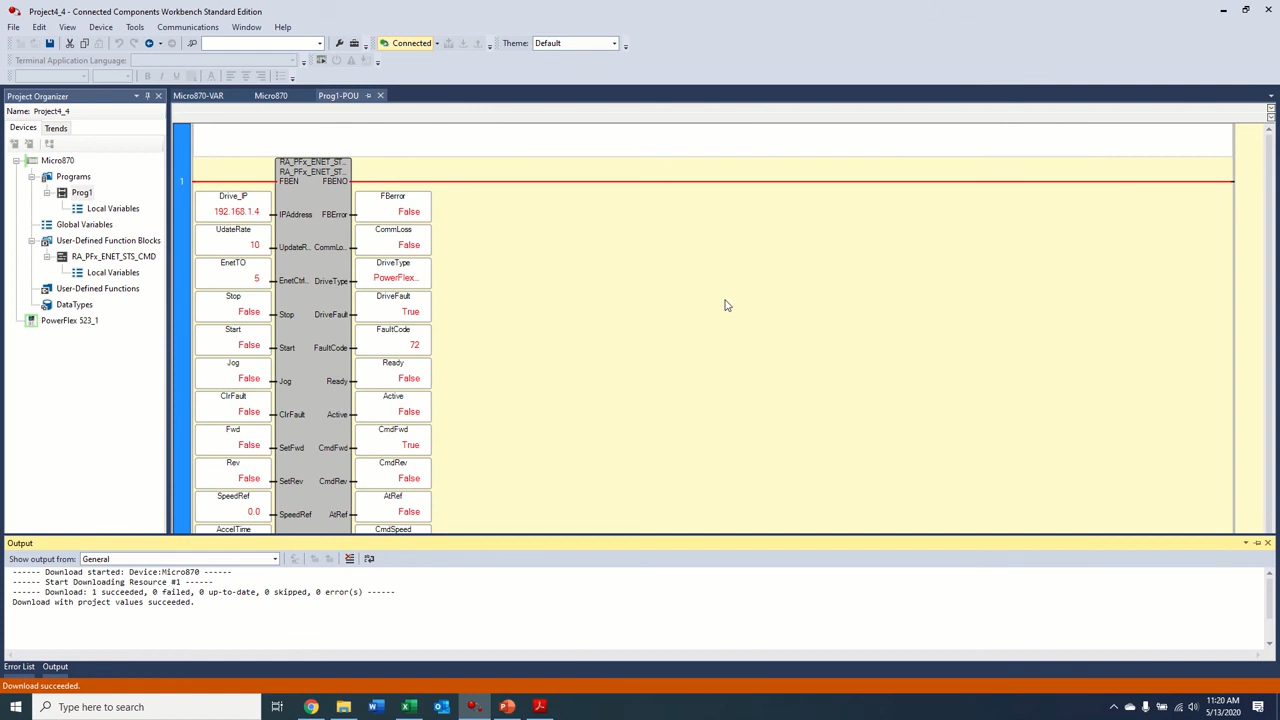 Project4_4 - Connected Components Workbench Standard Edition
File Edit View Device Tools Communications Window Help
Connected Theme: Default
Terminal Application Language:
Project Organizer
Micro870-VAR Micro870 Prog1-POU
Name: Project4_4
Devices Trends
Micro870
Programs
Prog1
Local Variables
Global Variables
User-Defined Function Blocks
RA_PFx_ENET_STS_CMD
Local Variables
User-Defined Functions
DataTypes
PowerFlex 523_1
1
RA_PFx_ENET_ST...
RA_PFx_ENET_ST...
FBEN FBENO
Drive_IP FBerror
192.168.1.4 IPAddress FBError False
UdateRate CommLoss
10 UpdateR... CommLo... False
EnetTO DriveType
5 EnetCtrl... DriveType PowerFlex...
Stop DriveFault
False Stop DriveFault True
Start FaultCode
False Start FaultCode 72
Jog Ready
False Jog Ready False
ClrFault Active
False ClrFault Active False
Fwd CmdFwd
False SetFwd CmdFwd True
Rev CmdRev
False SetRev CmdRev False
SpeedRef AtRef
0.0 SpeedRef AtRef False
AccelTime CmdSpeed
Output
Show output from: General
------ Download started: Device:Micro870 ------
------ Start Downloading Resource #1 ------
------ Download: 1 succeeded, 0 failed, 0 up-to-date, 0 skipped, 0 error(s) ------
Download with project values succeeded.
Error List Output
Download succeeded.
Type here to search
11:20 AM
5/13/2020